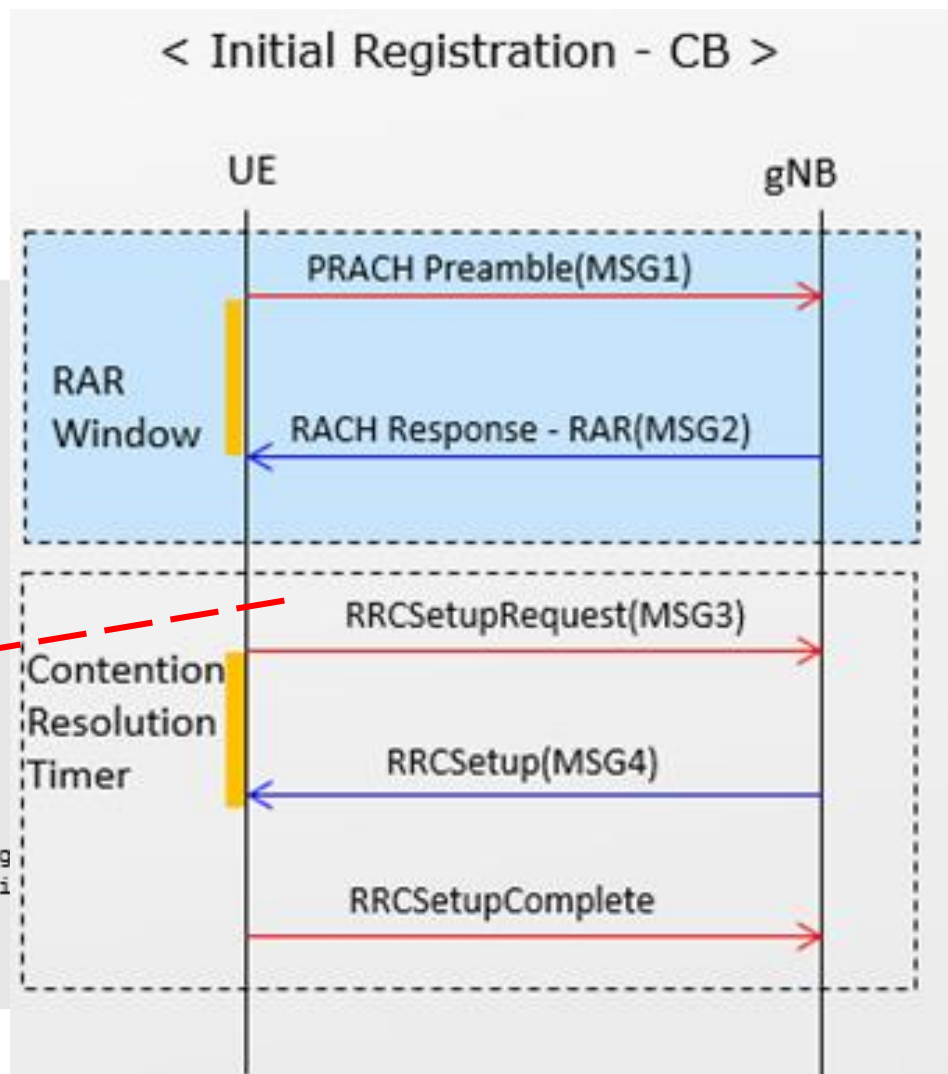 < Initial Registration - CB >
UE
gNB
PRACH Preamble(MSG1)
RAR
Window
RACH Response - RAR(MSG2)
RRCSetupRequest(MSG3)
Contention
Resolution
Timer
RRCSetup(MSG4)
RRCSetupComplete